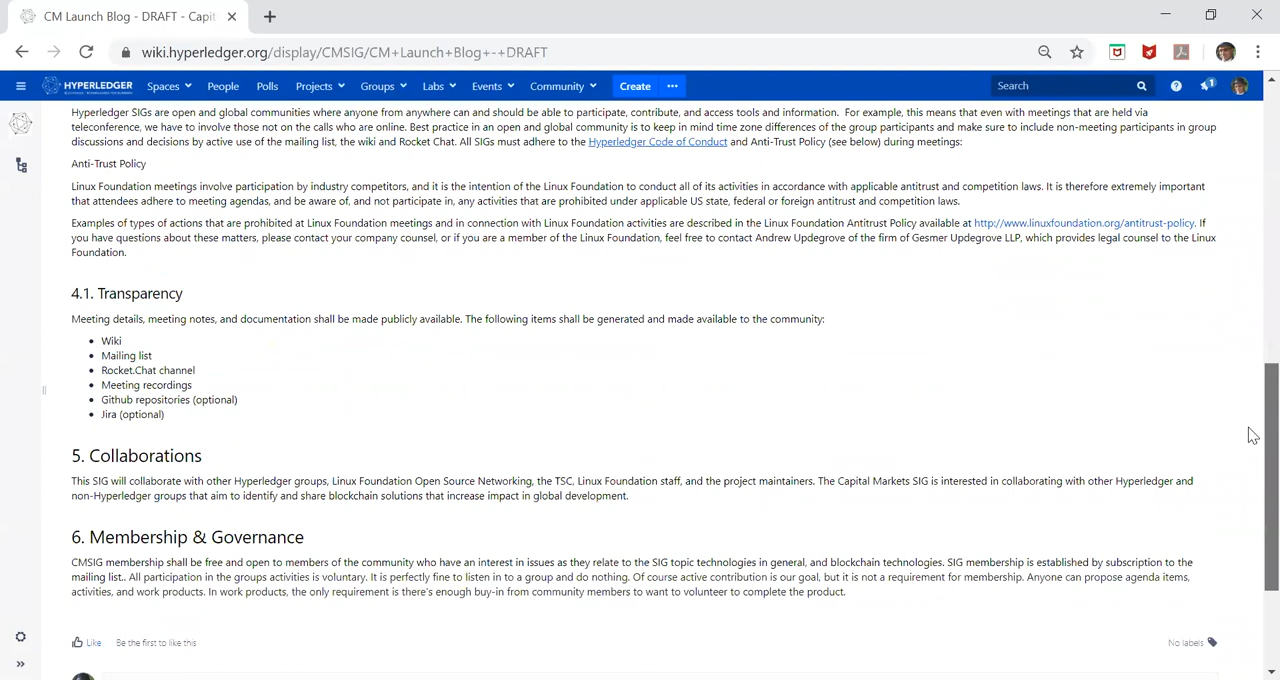 CM Launch Blog - DRAFT - Capit
wiki.hyperledger.org/display/CMSIG/CM+Launch+Blog+-+DRAFT
HYPERLEDGER Spaces People Polls Projects Groups Labs Events Community Create ··· Search 1
Hyperledger SIGs are open and global communities where anyone from anywhere can and should be able to participate, contribute, and access tools and information. For example, this means that even with meetings that are held via
teleconference, we have to involve those not on the calls who are online. Best practice in an open and global community is to keep in mind time zone differences of the group participants and make sure to include non-meeting participants in group
discussions and decisions by active use of the mailing list, the wiki and Rocket Chat. All SIGs must adhere to the Hyperledger Code of Conduct and Anti-Trust Policy (see below) during meetings:
Anti-Trust Policy
Linux Foundation meetings involve participation by industry competitors, and it is the intention of the Linux Foundation to conduct all of its activities in accordance with applicable antitrust and competition laws. It is therefore extremely important
that attendees adhere to meeting agendas, and be aware of, and not participate in, any activities that are prohibited under applicable US state, federal or foreign antitrust and competition laws.
Examples of types of actions that are prohibited at Linux Foundation meetings and in connection with Linux Foundation activities are described in the Linux Foundation Antitrust Policy available at http://www.linuxfoundation.org/antitrust-policy. If
you have questions about these matters, please contact your company counsel, or if you are a member of the Linux Foundation, feel free to contact Andrew Updegrove of the firm of Gesmer Updegrove LLP, which provides legal counsel to the Linux
Foundation.
4.1. Transparency
Meeting details, meeting notes, and documentation shall be made publicly available. The following items shall be generated and made available to the community:
• Wiki
• Mailing list
• Rocket.Chat channel
• Meeting recordings
• Github repositories (optional)
• Jira (optional)
5. Collaborations
This SIG will collaborate with other Hyperledger groups, Linux Foundation Open Source Networking, the TSC, Linux Foundation staff, and the project maintainers. The Capital Markets SIG is interested in collaborating with other Hyperledger and
non-Hyperledger groups that aim to identify and share blockchain solutions that increase impact in global development.
6. Membership & Governance
CMSIG membership shall be free and open to members of the community who have an interest in issues as they relate to the SIG topic technologies in general, and blockchain technologies. SIG membership is established by subscription to the
mailing list.. All participation in the groups activities is voluntary. It is perfectly fine to listen in to a group and do nothing. Of course active contribution is our goal, but it is not a requirement for membership. Anyone can propose agenda items,
activities, and work products. In work products, the only requirement is there's enough buy-in from community members to want to volunteer to complete the product.
Like Be the first to like this No labels